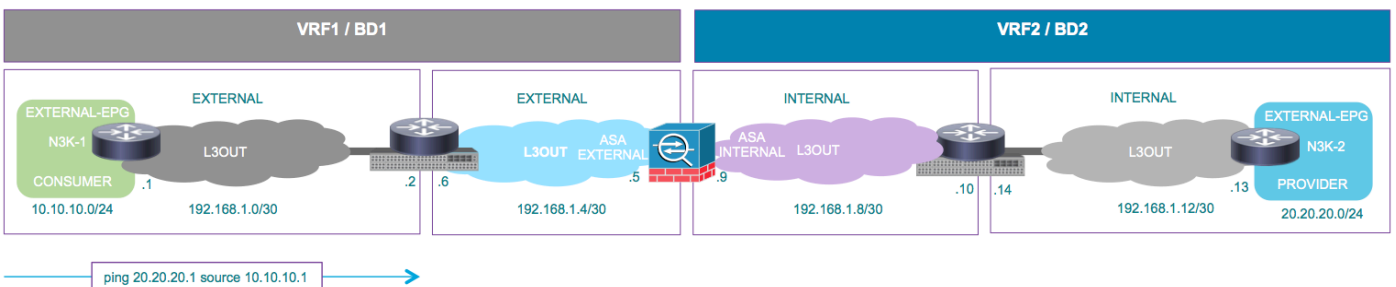 VRF1 / BD1
VRF2 / BD2
EXTERNAL
EXTERNAL
INTERNAL
INTERNAL
EXTERNAL-EPG
N3K-1
CONSUMER
L3OUT
.1
10.10.10.0/24
192.168.1.0/30
.2
.6
L3OUT
ASA
EXTERNAL
.5
192.168.1.4/30
ASA
INTERNAL
L3OUT
.9
192.168.1.8/30
.10
.14
L3OUT
.13
192.168.1.12/30
EXTERNAL-EPG
N3K-2
PROVIDER
20.20.20.0/24
ping 20.20.20.1 source 10.10.10.1